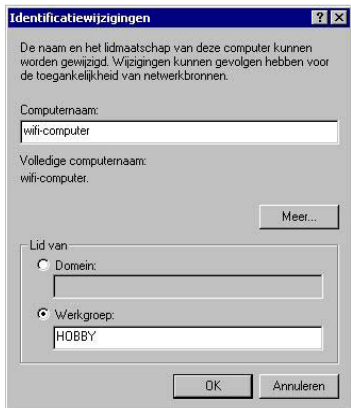 Identificatiewijzigingen
De naam en het lidmaatschap van deze computer kunnen
worden gewijzigd. Wijzigingen kunnen gevolgen hebben voor
de toegankelijkheid van netwerkbronnen.
Computernaam:
wifi-computer
Volledige computernaam:
wifi-computer.
Meer...
Lid van
Domein:
Werkgroep:
HOBBY
OK
Annuleren